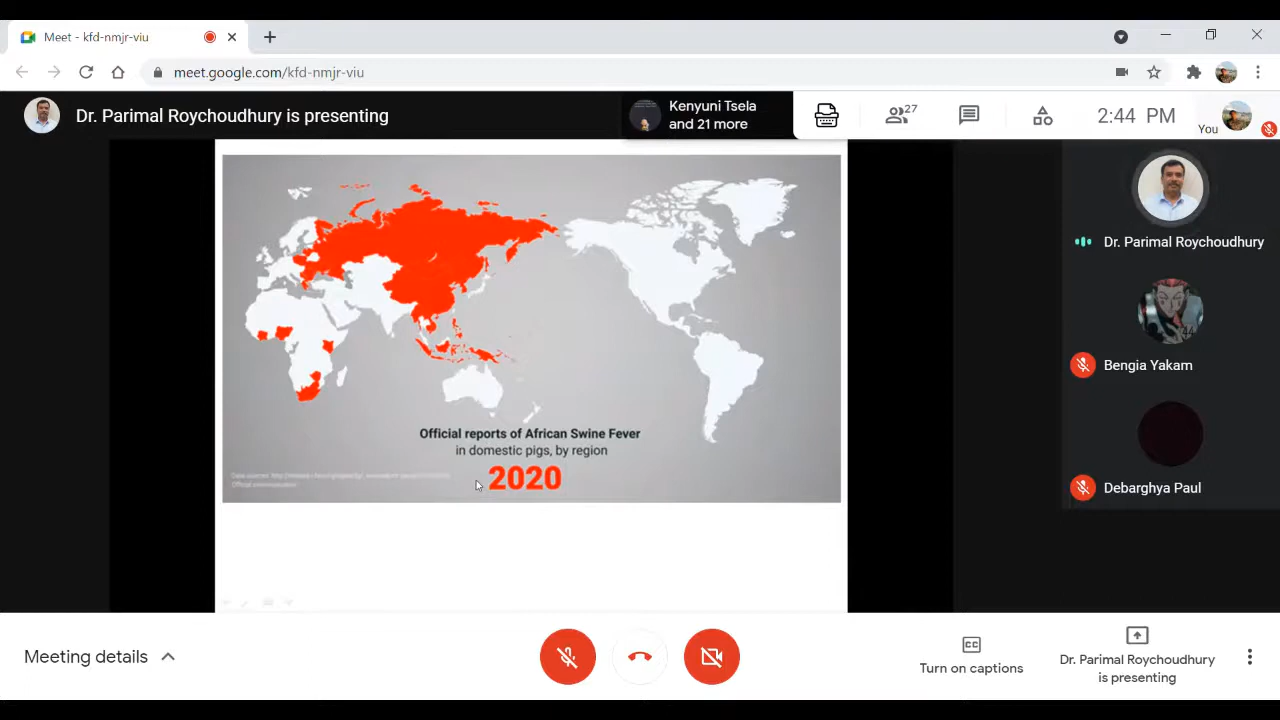 Meet - kfd-nmjr-viu
meet.google.com/kfd-nmjr-viu
Dr. Parimal Roychoudhury is presenting
Kenyuni Tsela
and 21 more
27
2:44 PM
You
Dr. Parimal Roychoudhury
Bengia Yakam
Debarghya Paul
Official reports of African Swine Fever
in domestic pigs, by region
2020
Meeting details
CC
Turn on captions
Dr. Parimal Roychoudhury
is presenting